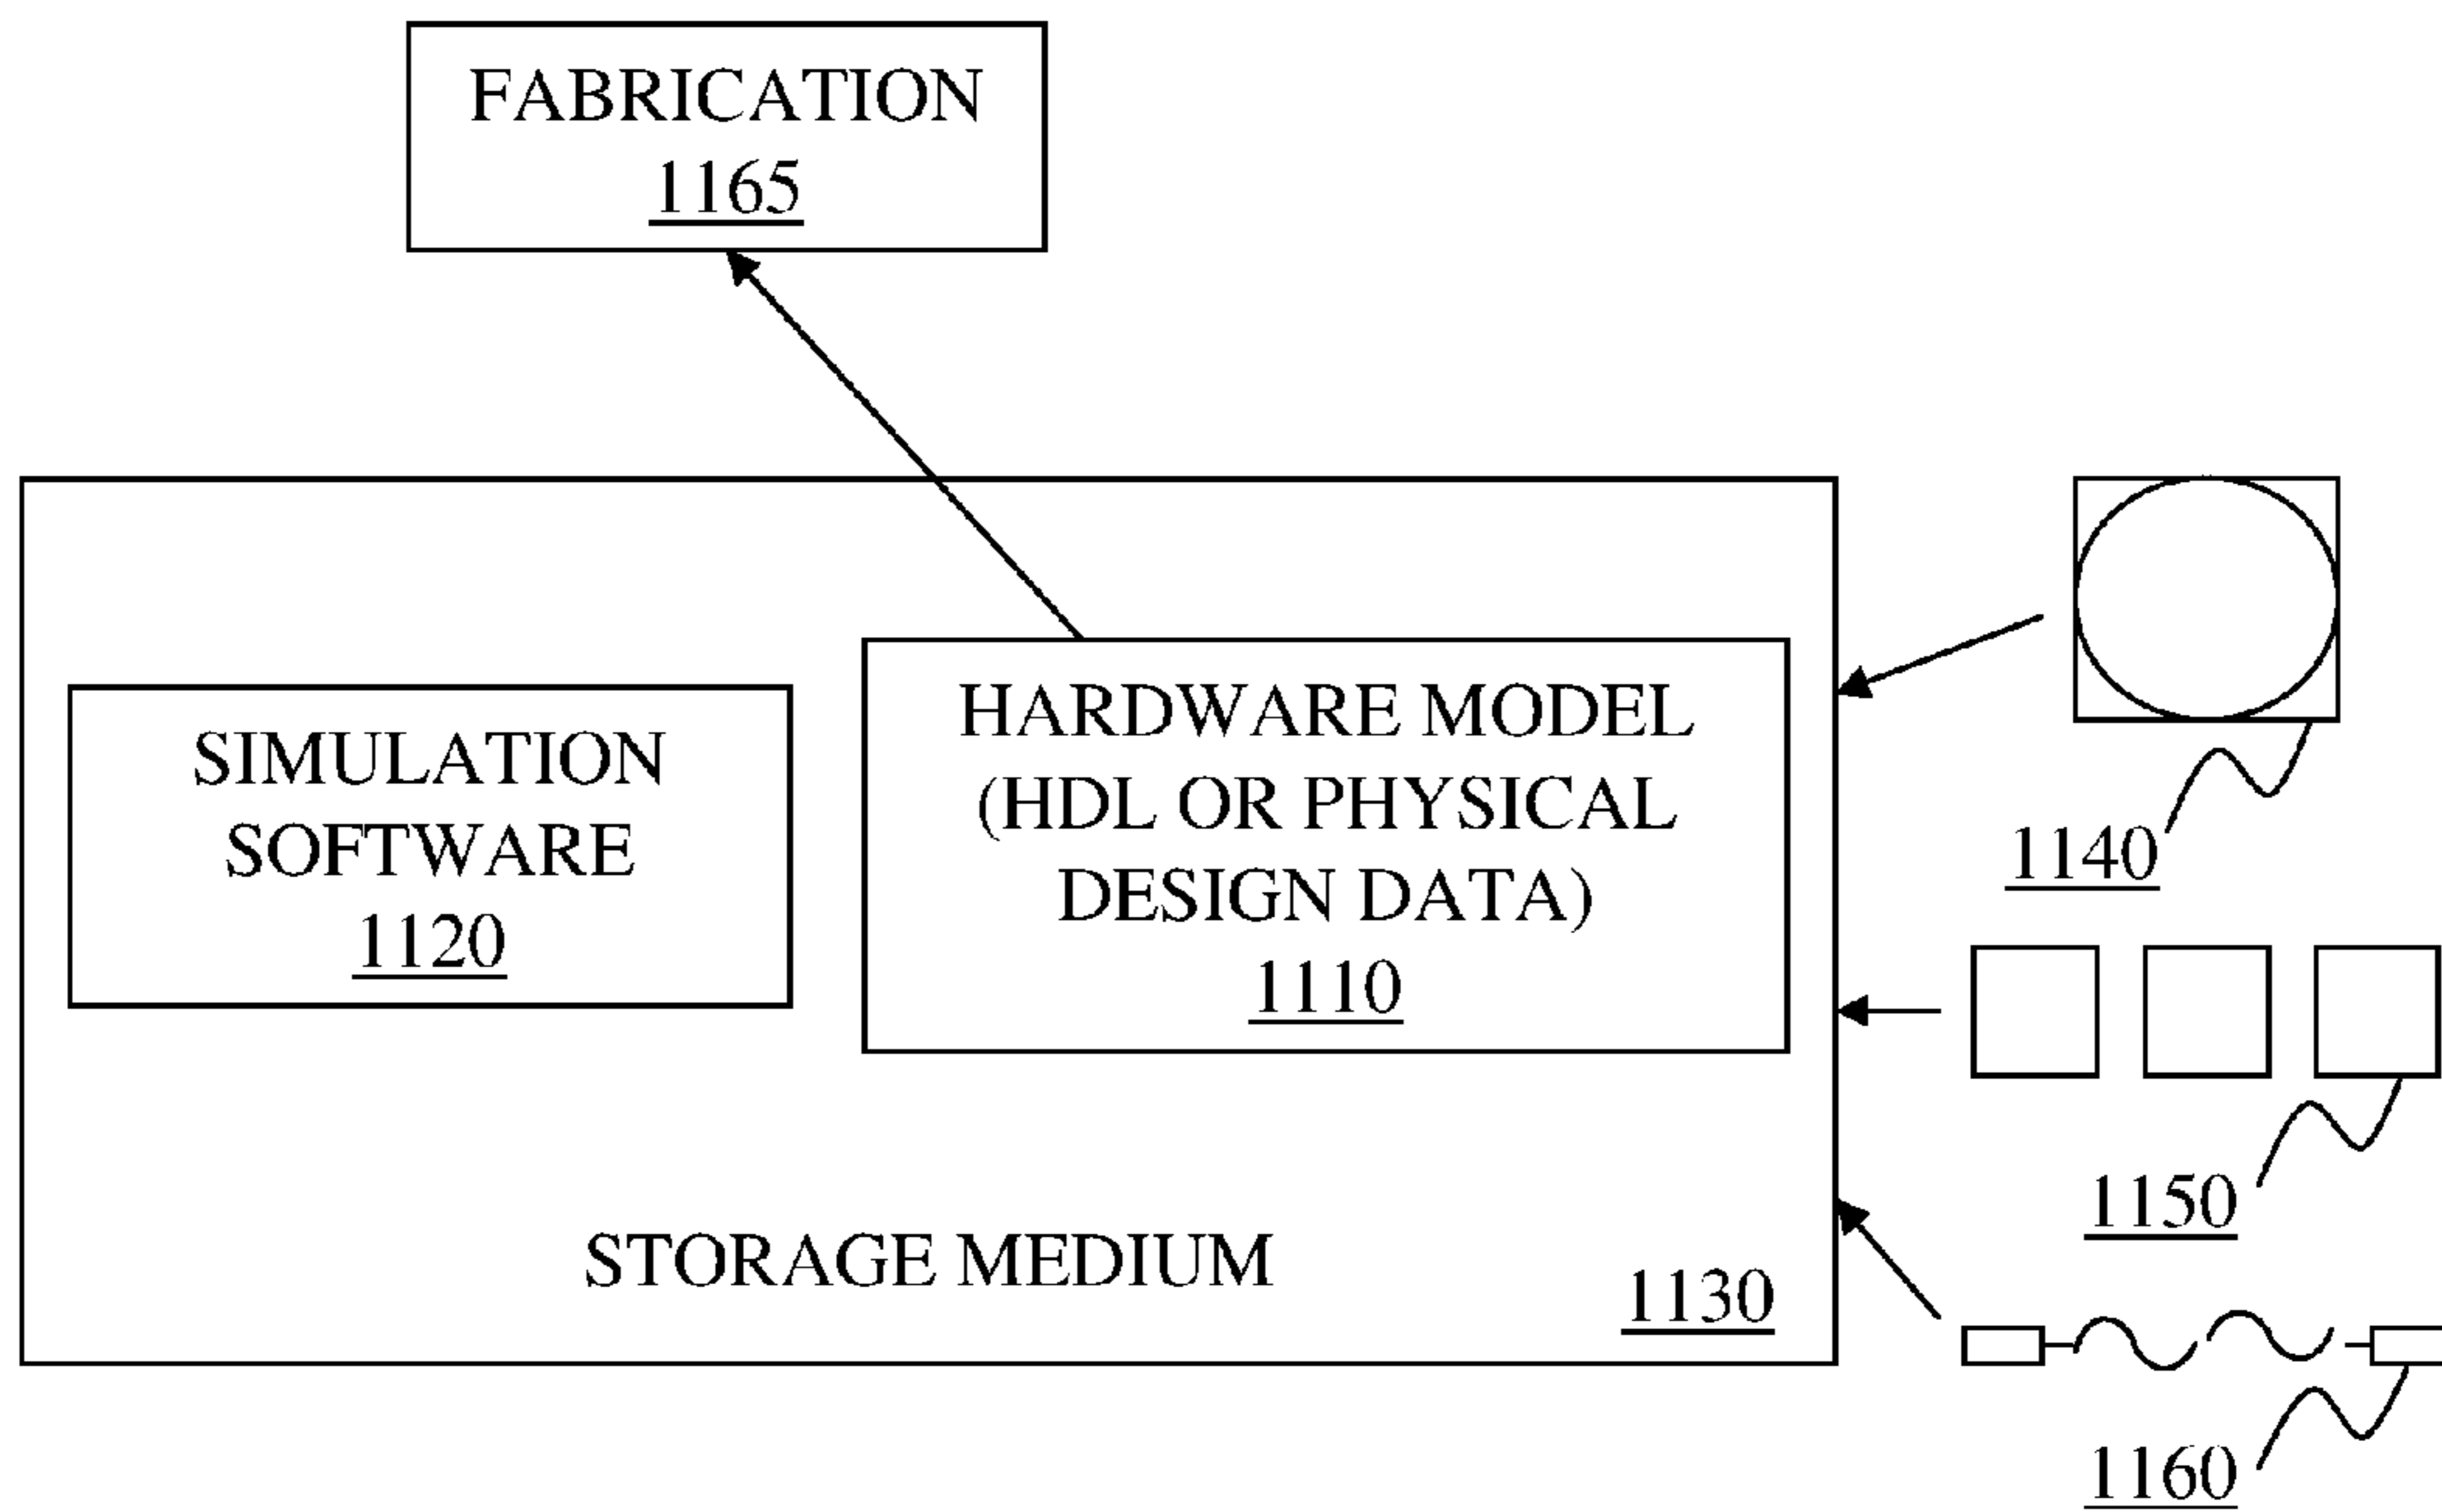 FABRICATION
1165
SIMULATION
SOFTWARE
1120
HARDWARE MODEL
(HDL OR PHYSICAL
DESIGN DATA)
1110
STORAGE MEDIUM
1130
1140
1150
1160